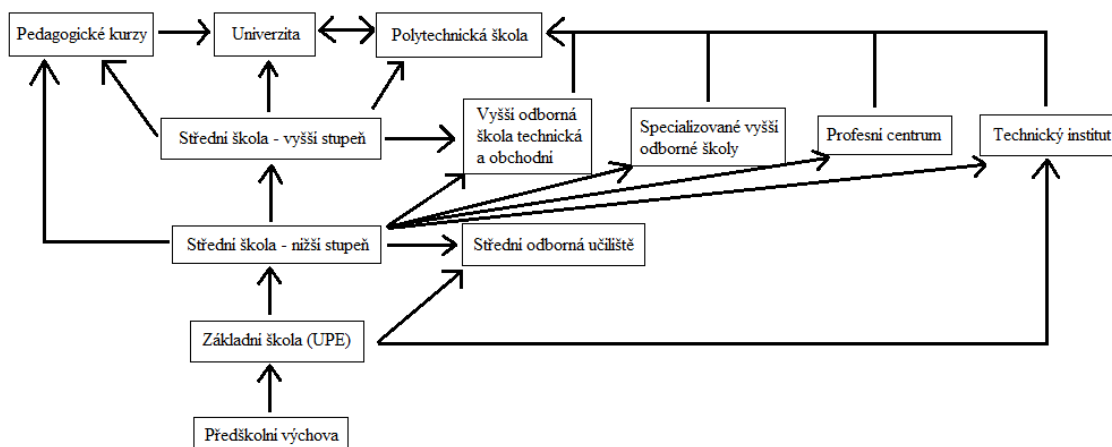 Pedagogické kurzy
Univerzita
Polytechnická škola
Střední škola - vyšší stupeň
Vyšší odborná
škola technická
a obchodní
Specializované vyšší
odborné školy
Profesní centrum
Technický institut
Střední škola - nižší stupeň
Střední odborná učiliště
Základní škola (UPE)
Předškolní výchova